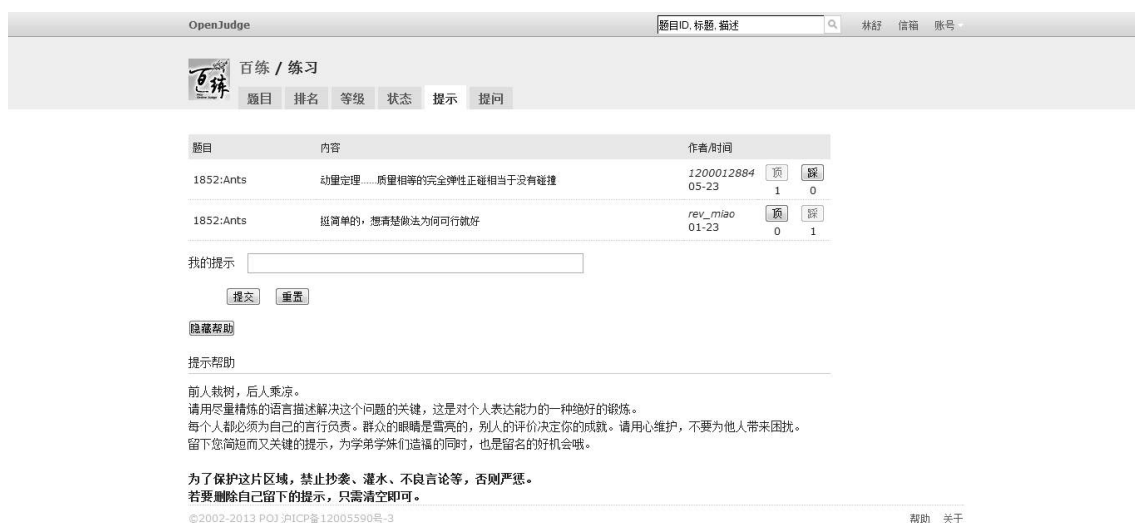 OpenJudge 题目ID, 标题, 描述 林舒 信箱 账号
百练 / 练习
百练
题目 排名 等级 状态 提示 提问
题目 内容 作者/时间
1852:Ants 动量定理……质量相等的完全弹性正碰相当于没有碰撞 1200012884 05-23 顶 1 踩 0
1852:Ants 挺简单的，想清楚做法为何可行就好 rev_miao 01-23 顶 0 踩 1
我的提示
提交 重置
隐藏帮助
提示帮助
前人栽树，后人乘凉。
请用尽量精炼的语言描述解决这个问题的关键，这是对个人表达能力的一种绝好的锻炼。
每个人都必须为自己的言行负责。群众的眼睛是雪亮的，别人的评价决定你的成就。请用心维护，不要为他人带来困扰。
留下您简短而又关键的提示，为学弟学妹们造福的同时，也是留名的好机会哦。
为了保护这片区域，禁止抄袭、灌水、不良言论等，否则严惩。
若要删除自己留下的提示，只需清空即可。
©2002-2013 POJ 沪ICP备12005590号-3 帮助 关于